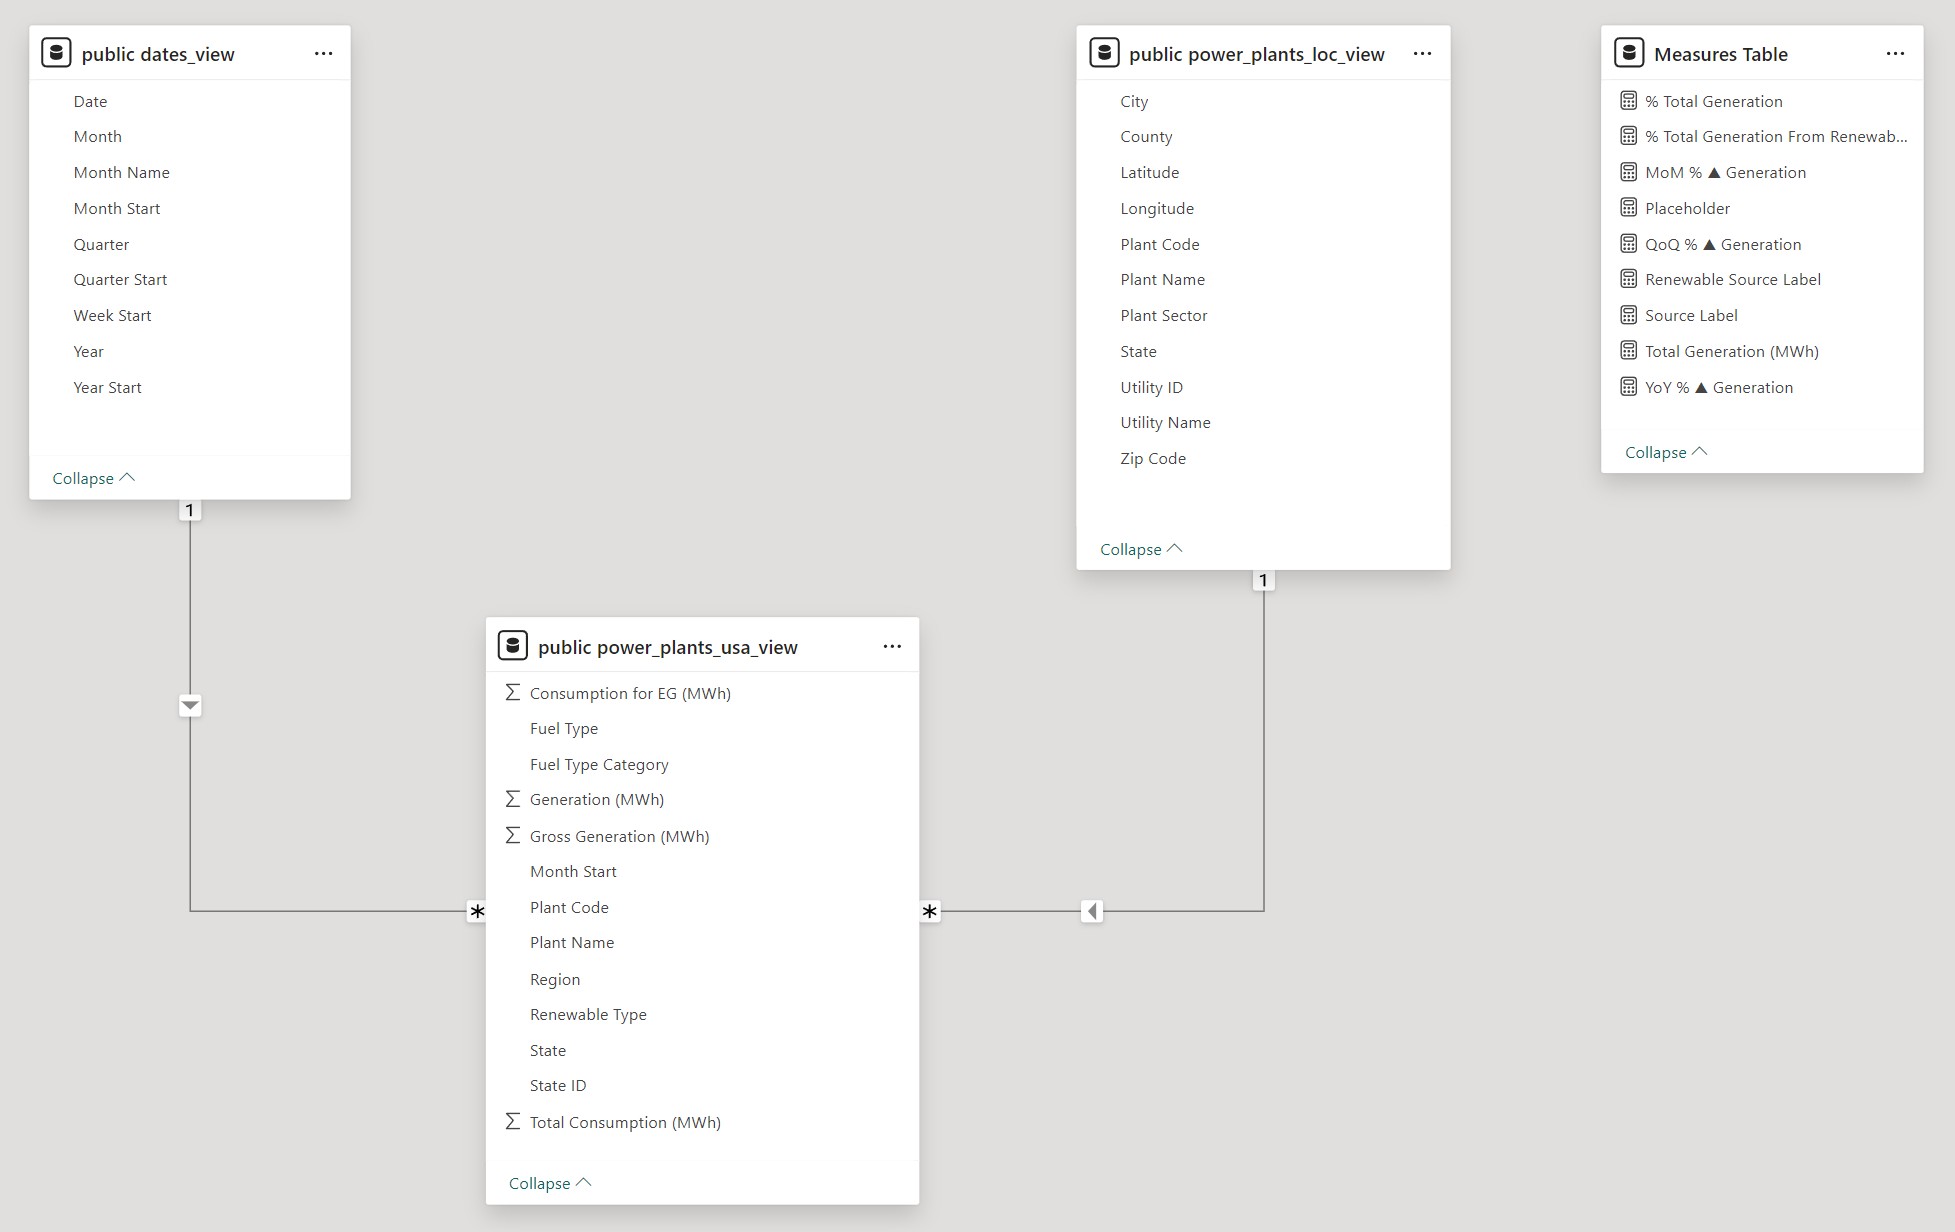 public dates_view
Date
Month
Month Name
Month Start
Quarter
Quarter Start
Week Start
Year
Year Start
Collapse
1
public power_plants_loc_view
City
County
Latitude
Longitude
Plant Code
Plant Name
Plant Sector
State
Utility ID
Utility Name
Zip Code
Collapse
1
Measures Table
% Total Generation
% Total Generation From Renewab...
MoM % ▲ Generation
Placeholder
QoQ % ▲ Generation
Renewable Source Label
Source Label
Total Generation (MWh)
YoY % ▲ Generation
Collapse
public power_plants_usa_view
Σ Consumption for EG (MWh)
Fuel Type
Fuel Type Category
Σ Generation (MWh)
Σ Gross Generation (MWh)
Month Start
Plant Code
Plant Name
Region
Renewable Type
State
State ID
Σ Total Consumption (MWh)
Collapse
*
*